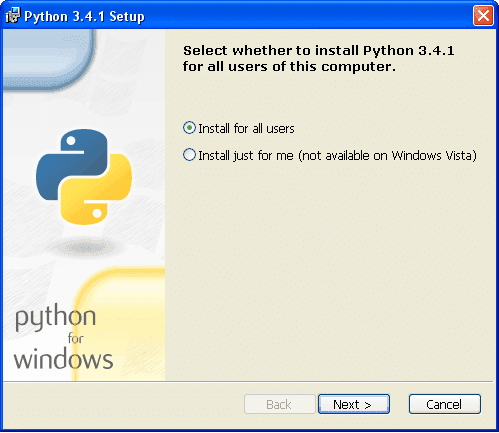 Python 3.4.1 Setup
Select whether to install Python 3.4.1
for all users of this computer.
Install for all users
Install just for me (not available on Windows Vista)
python
for
windows
Back
Next >
Cancel